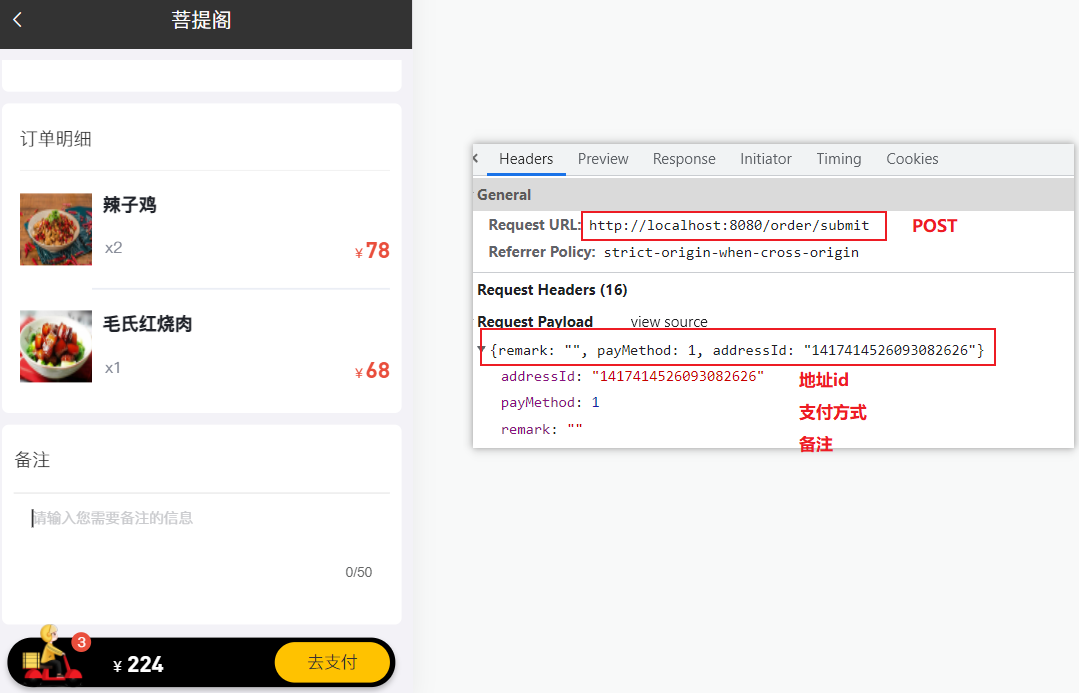 菩提阁
订单明细
辣子鸡
x2
¥78
毛氏红烧肉
x1
¥68
备注
请输入您需要备注的信息
0/50
3
¥ 224
去支付
Headers Preview Response Initiator Timing Cookies
General
Request URL: http://localhost:8080/order/submit POST
Referrer Policy: strict-origin-when-cross-origin
Request Headers (16)
Request Payload view source
{remark: "", payMethod: 1, addressId: "1417414526093082626"}
addressId: "1417414526093082626" 地址id
payMethod: 1 支付方式
remark: "" 备注